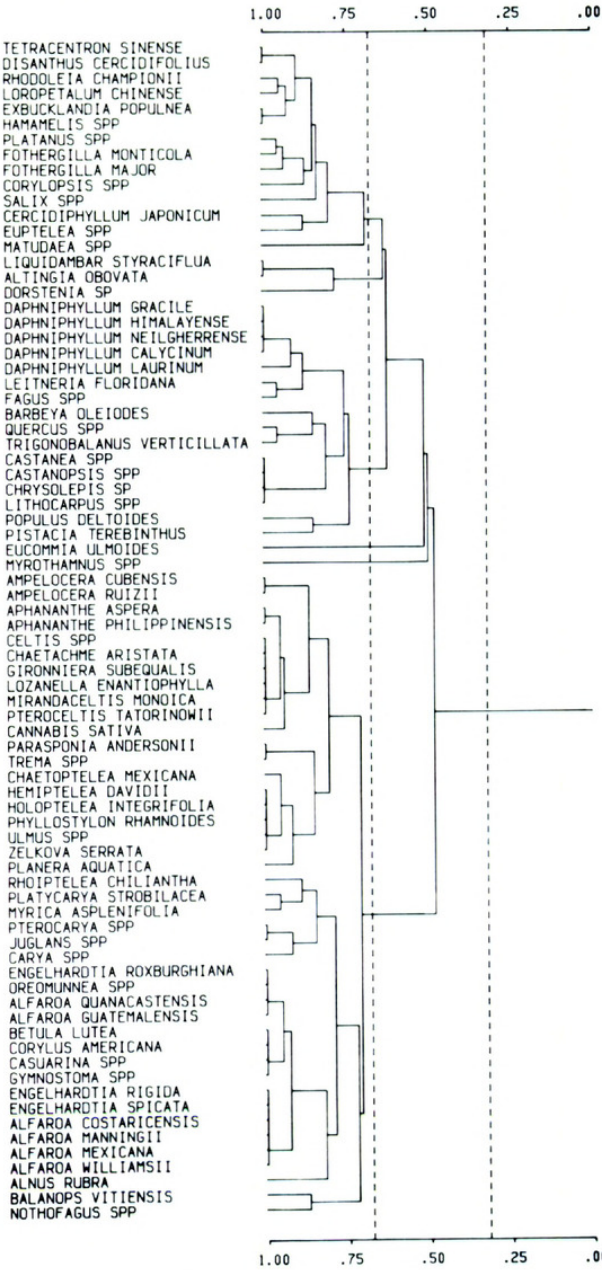 1.00 .75 .50 .25 .00
TETRACENTRON SINENSE
DISANTHUS CERCIDIFOLIUS
RHODOLEIA CHAMPIONII
LOROPETALUM CHINENSE
EXBUCKLANDIA POPULNEA
HAMAMELIS SPP
PLATANUS SPP
FOTHERGILLA MONTICOLA
FOTHERGILLA MAJOR
CORYLOPSIS SPP
SALIX SPP
CERCIDIPHYLLUM JAPONICUM
EUPTELEA SPP
MATUDAEA SPP
LIQUIDAMBAR STYRACIFLUA
ALTINGIA OBOVATA
DORSTENIA SP
DAPHNIPHYLLUM GRACILE
DAPHNIPHYLLUM HIMALAYENSE
DAPHNIPHYLLUM NEILGHERRENSE
DAPHNIPHYLLUM CALYCINUM
DAPHNIPHYLLUM LAURINUM
LEITNERIA FLORIDANA
FAGUS SPP
BARBEYA OLEIODES
QUERCUS SPP
TRIGONOBALANUS VERTICILLATA
CASTANEA SPP
CASTANOPSIS SPP
CHRYSOLEPIS SP
LITHOCARPUS SPP
POPULUS DELTOIDES
PISTACIA TEREBINTHUS
EUCOMMIA ULMOIDES
MYROTHAMNUS SPP
AMPELOCERA CUBENSIS
AMPELOCERA RUIZII
APHANANTHE ASPERA
APHANANTHE PHILIPPINENSIS
CELTIS SPP
CHAETACHME ARISTATA
GIRONNIERA SUBEQUALIS
LOZANELLA ENANTIOPHYLLA
MIRANDACELTIS MONOICA
PTEROCELTIS TATORINOWII
CANNABIS SATIVA
PARASPONIA ANDERSONII
TREMA SPP
CHAETOPTELEA MEXICANA
HEMIPTELEA DAVIDII
HOLOPTELEA INTEGRIFOLIA
PHYLLOSTYLON RHAMNOIDES
ULMUS SPP
ZELKOVA SERRATA
PLANERA AQUATICA
RHOIPTELEA CHILIANTHA
PLATYCARYA STROBILACEA
MYRICA ASPLENIFOLIA
PTEROCARYA SPP
JUGLANS SPP
CARYA SPP
ENGELHARDTIA ROXBURGHIANA
OREOMUNNEA SPP
ALFAROA QUANACASTENSIS
ALFAROA GUATEMALENSIS
BETULA LUTEA
CORYLUS AMERICANA
CASUARINA SPP
GYMNOSTOMA SPP
ENGELHARDTIA RIGIDA
ENGELHARDTIA SPICATA
ALFAROA COSTARICENSIS
ALFAROA MANNINGII
ALFAROA MEXICANA
ALFAROA WILLIAMSII
ALNUS RUBRA
BALANOPS VITIENSIS
NOTHOFAGUS SPP
1.00 .75 .50 .25 .0